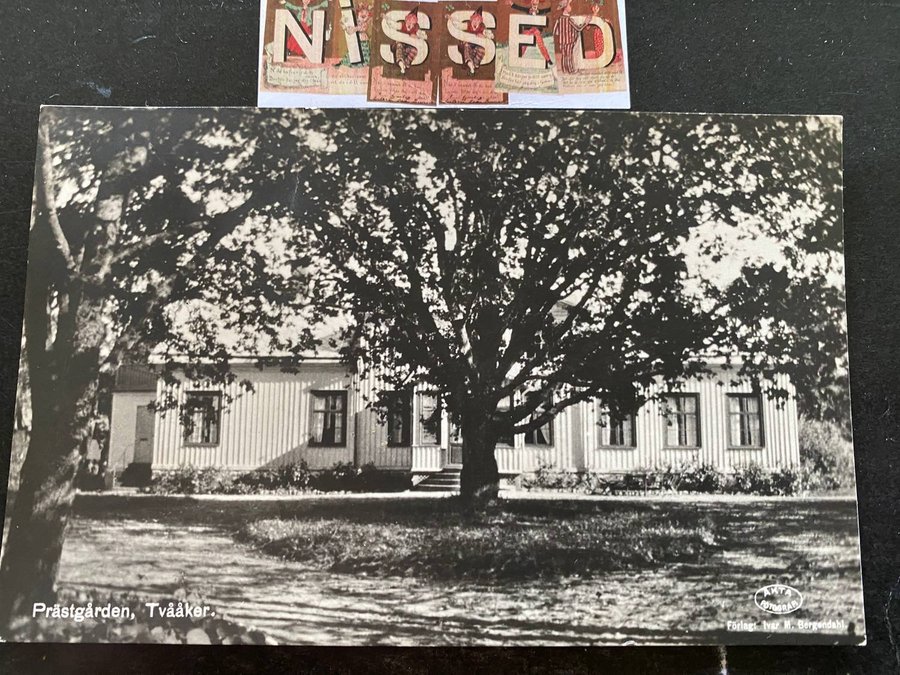 NISSED
Prästgården, Tvååker.
ÄKTA
FOTOGRAFI
Förlag: Ivar M. Bergendahl.